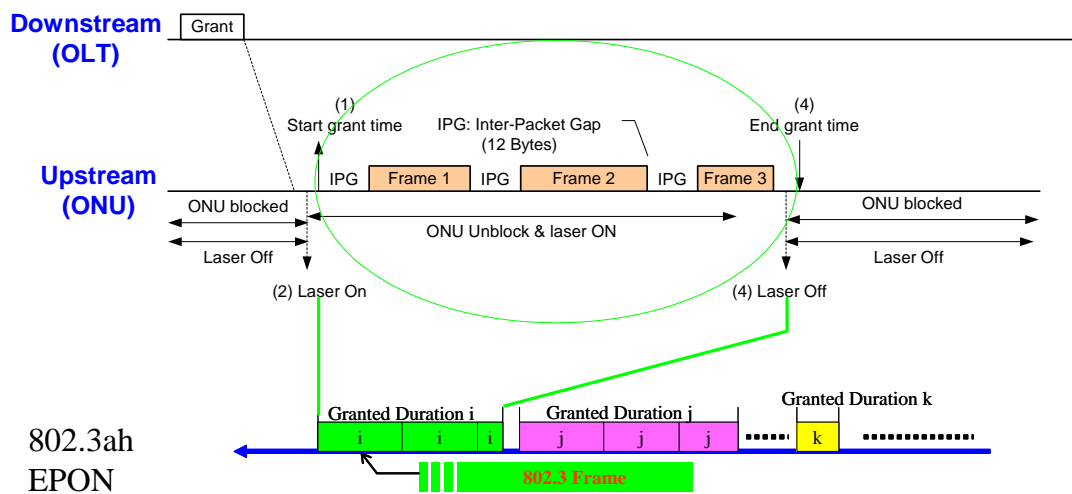 Downstream
(OLT)
Grant
(1)
Start grant time
IPG: Inter-Packet Gap
(12 Bytes)
(4)
End grant time
Upstream
(ONU)
IPG
Frame 1
IPG
Frame 2
IPG
Frame 3
ONU blocked
ONU Unblock & laser ON
ONU blocked
Laser Off
Laser Off
(2) Laser On
(4) Laser Off
Granted Duration i
Granted Duration j
Granted Duration k
i
i
i
j
j
j
k
802.3ah
EPON
802.3 Frame